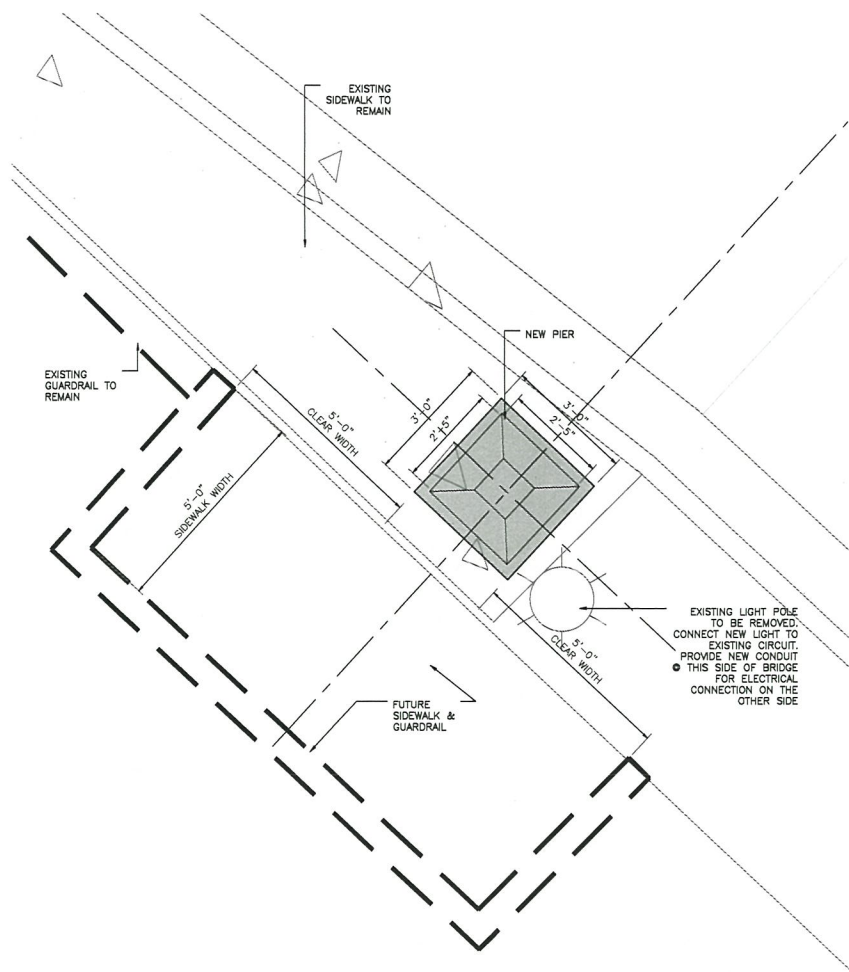 EXISTING
SIDEWALK TO
REMAIN
NEW PIER
EXISTING
GUARDRAIL TO
REMAIN
5'-0"
CLEAR WIDTH
3'-0"
2'-5"
3'-0"
2'-5"
5'-0"
SIDEWALK WIDTH
5'-0"
CLEAR WIDTH
EXISTING LIGHT POLE
TO BE REMOVED.
CONNECT NEW LIGHT TO
EXISTING CIRCUIT.
PROVIDE NEW CONDUIT
@ THIS SIDE OF BRIDGE
FOR ELECTRICAL
CONNECTION ON THE
OTHER SIDE
FUTURE
SIDEWALK &
GUARDRAIL